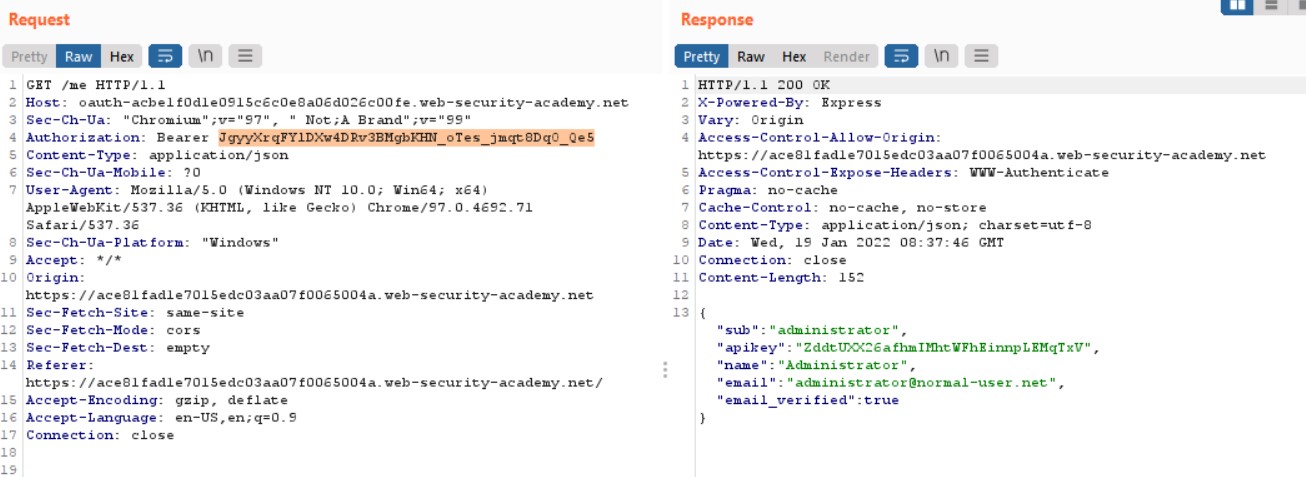 Request
Pretty Raw Hex \n
1 GET /me HTTP/1.1
2 Host: oauth-acbe1f0d1e0915c6c0e8a06d026c00fe.web-security-academy.net
3 Sec-Ch-Ua: "Chromium";v="97", " Not;A Brand";v="99"
4 Authorization: Bearer JgyyXrqFYlDXw4DRv3BMgbKHN_oTes_jmqt8Dq0_Qe5
5 Content-Type: application/json
6 Sec-Ch-Ua-Mobile: ?0
7 User-Agent: Mozilla/5.0 (Windows NT 10.0; Win64; x64)
AppleWebKit/537.36 (KHTML, like Gecko) Chrome/97.0.4692.71
Safari/537.36
8 Sec-Ch-Ua-Platform: "Windows"
9 Accept: */*
10 Origin:
https://ace81fad1e7015edc03aa07f0065004a.web-security-academy.net
11 Sec-Fetch-Site: same-site
12 Sec-Fetch-Mode: cors
13 Sec-Fetch-Dest: empty
14 Referer:
https://ace81fad1e7015edc03aa07f0065004a.web-security-academy.net/
15 Accept-Encoding: gzip, deflate
16 Accept-Language: en-US,en;q=0.9
17 Connection: close
18
19
Response
Pretty Raw Hex Render \n
1 HTTP/1.1 200 OK
2 X-Powered-By: Express
3 Vary: Origin
4 Access-Control-Allow-Origin:
https://ace81fad1e7015edc03aa07f0065004a.web-security-academy.net
5 Access-Control-Expose-Headers: WWW-Authenticate
6 Pragma: no-cache
7 Cache-Control: no-cache, no-store
8 Content-Type: application/json; charset=utf-8
9 Date: Wed, 19 Jan 2022 08:37:46 GMT
10 Connection: close
11 Content-Length: 152
12
13 {
"sub":"administrator",
"apikey":"ZddtUXX26afhmIMhtWFhEinnpLEMqTxV",
"name":"Administrator",
"email":"administrator@normal-user.net",
"email_verified":true
}